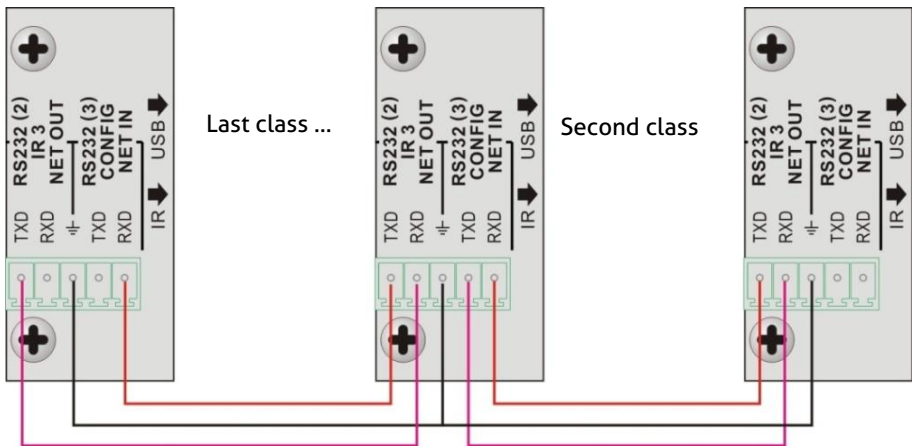 RS232 (2)
IR 3
NET OUT
RS232 (3)
CONFIG
NET IN
USB
IR
TXD
RXD
TXD
RXD
Last class ...
RS232 (2)
IR 3
NET OUT
RS232 (3)
CONFIG
NET IN
USB
IR
TXD
RXD
TXD
RXD
Second class
RS232 (2)
IR 3
NET OUT
RS232 (3)
CONFIG
NET IN
USB
IR
TXD
RXD
TXD
RXD